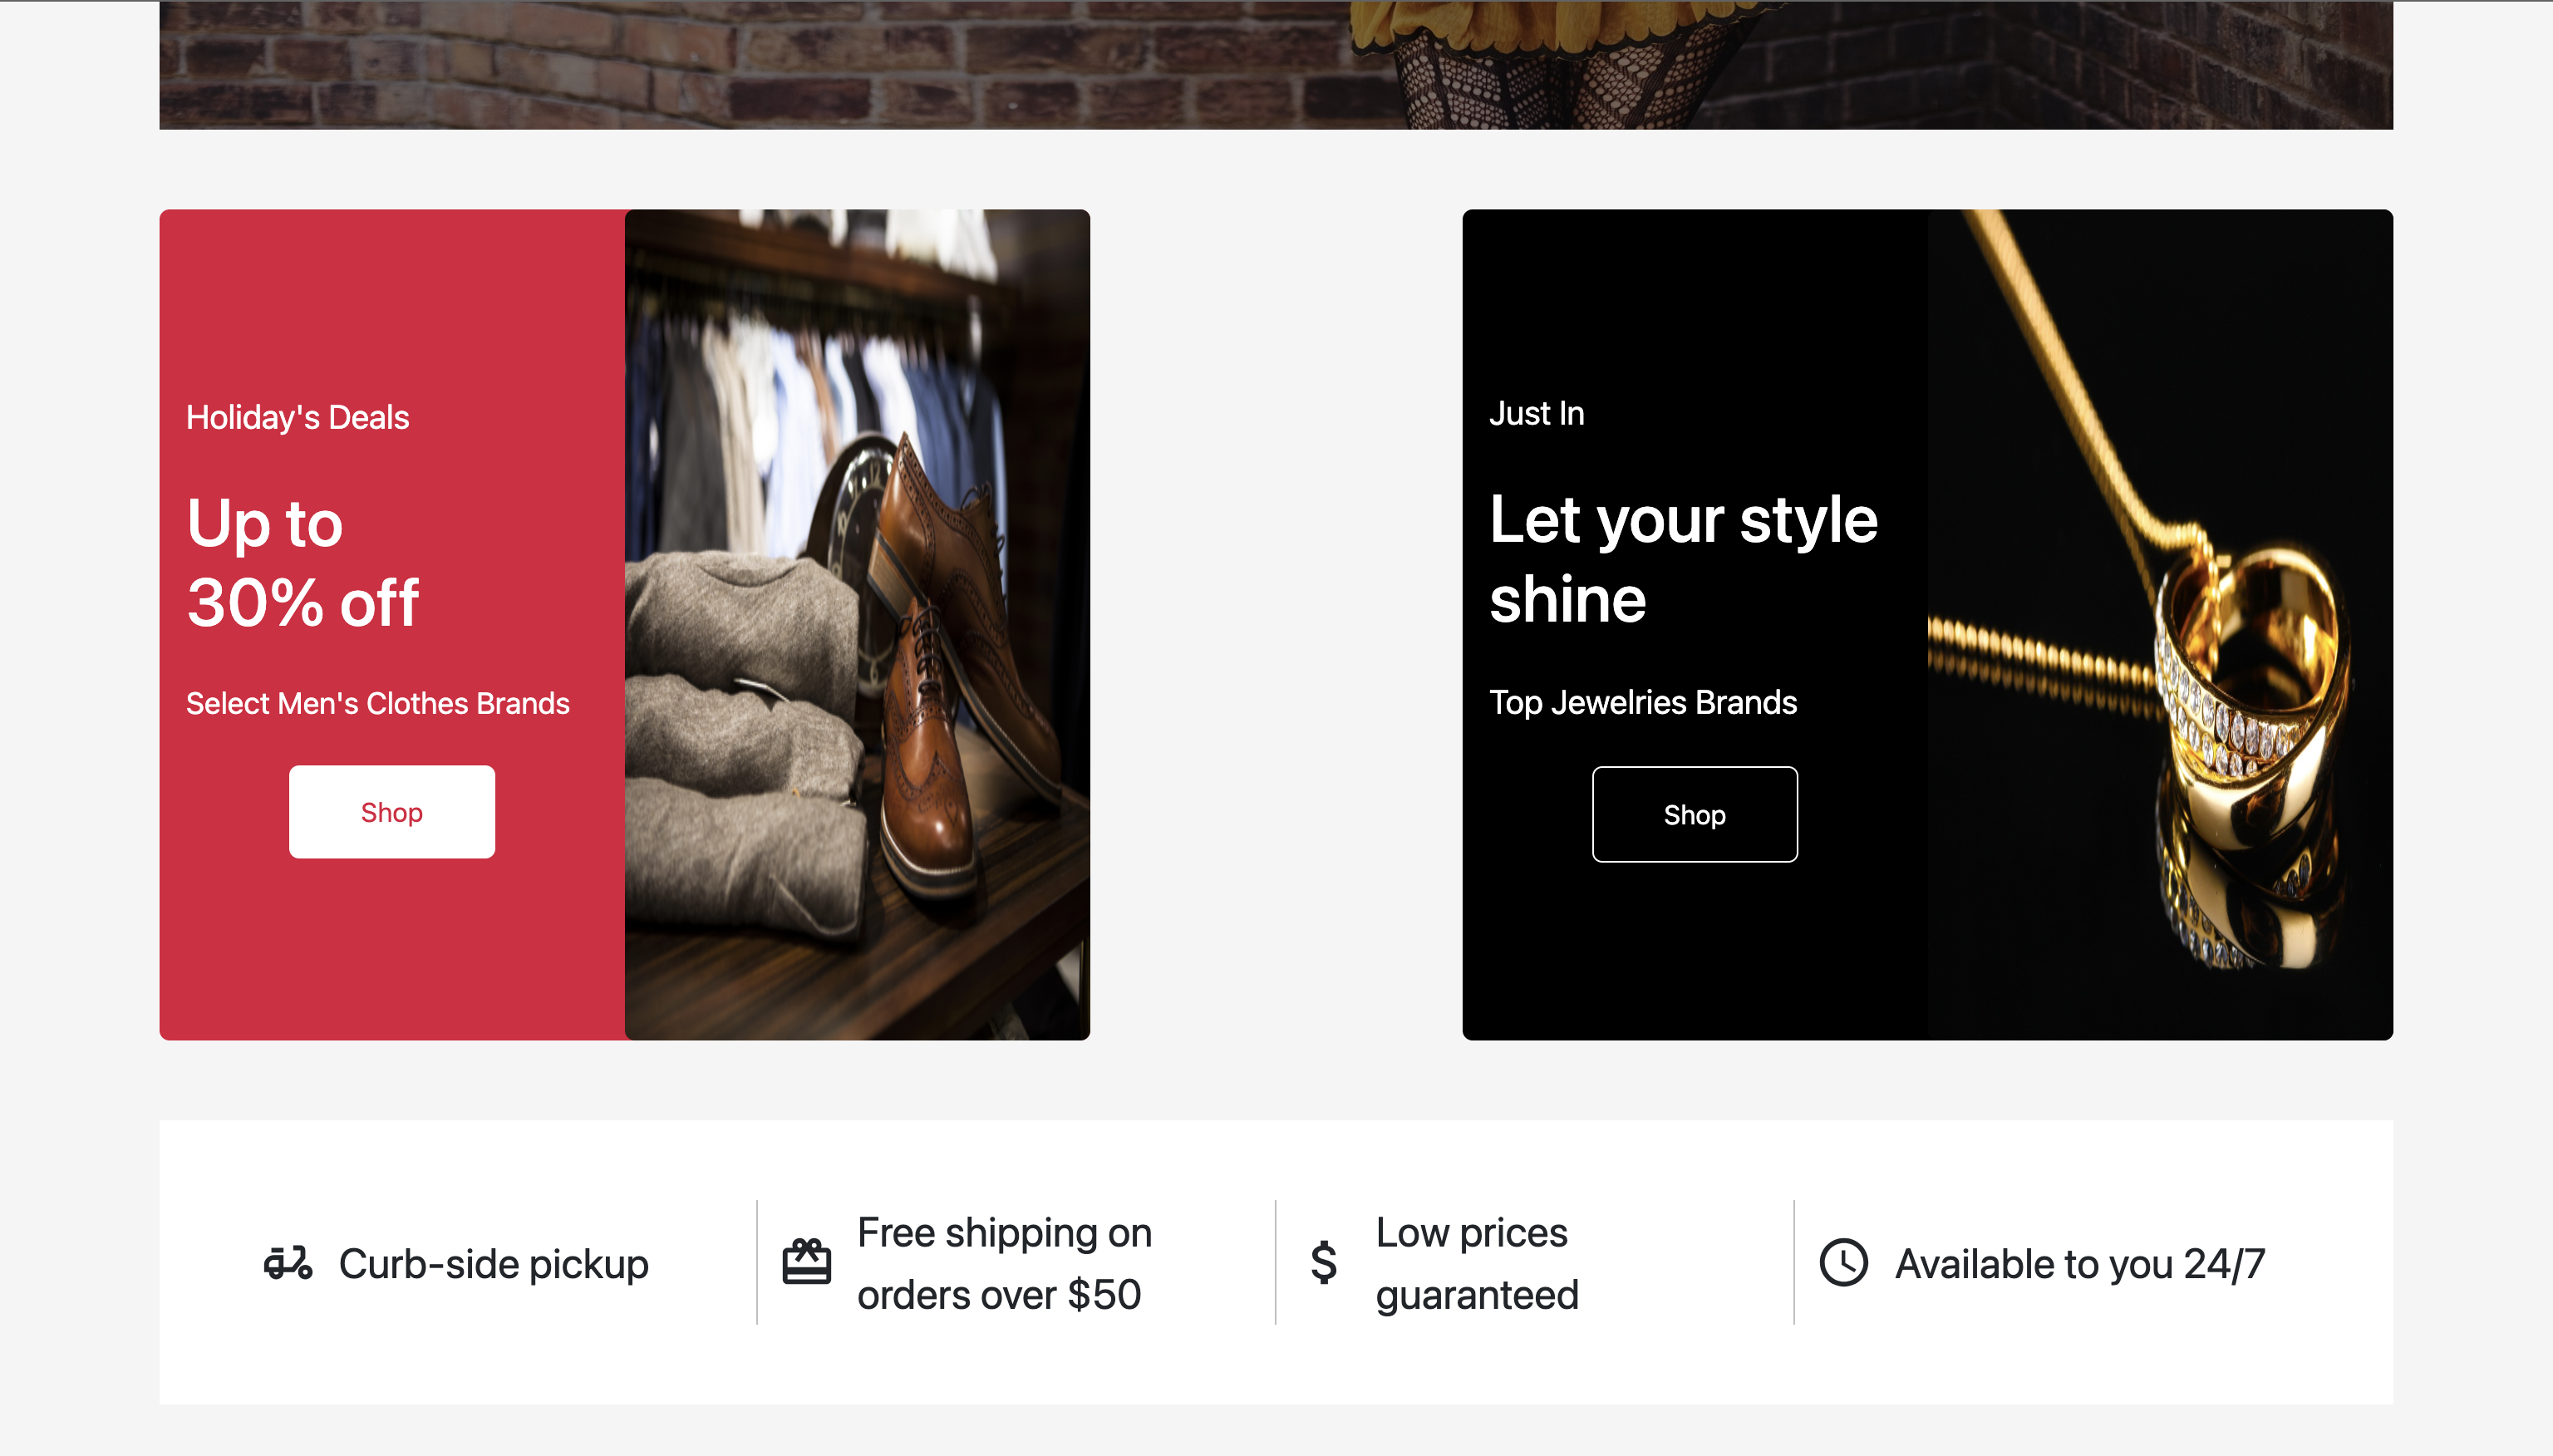 Holiday's Deals
Up to
30% off
Select Men's Clothes Brands
Shop
Just In
Let your style
shine
Top Jewelries Brands
Shop
Curb-side pickup
Free shipping on
orders over $50
Low prices
guaranteed
Available to you 24/7